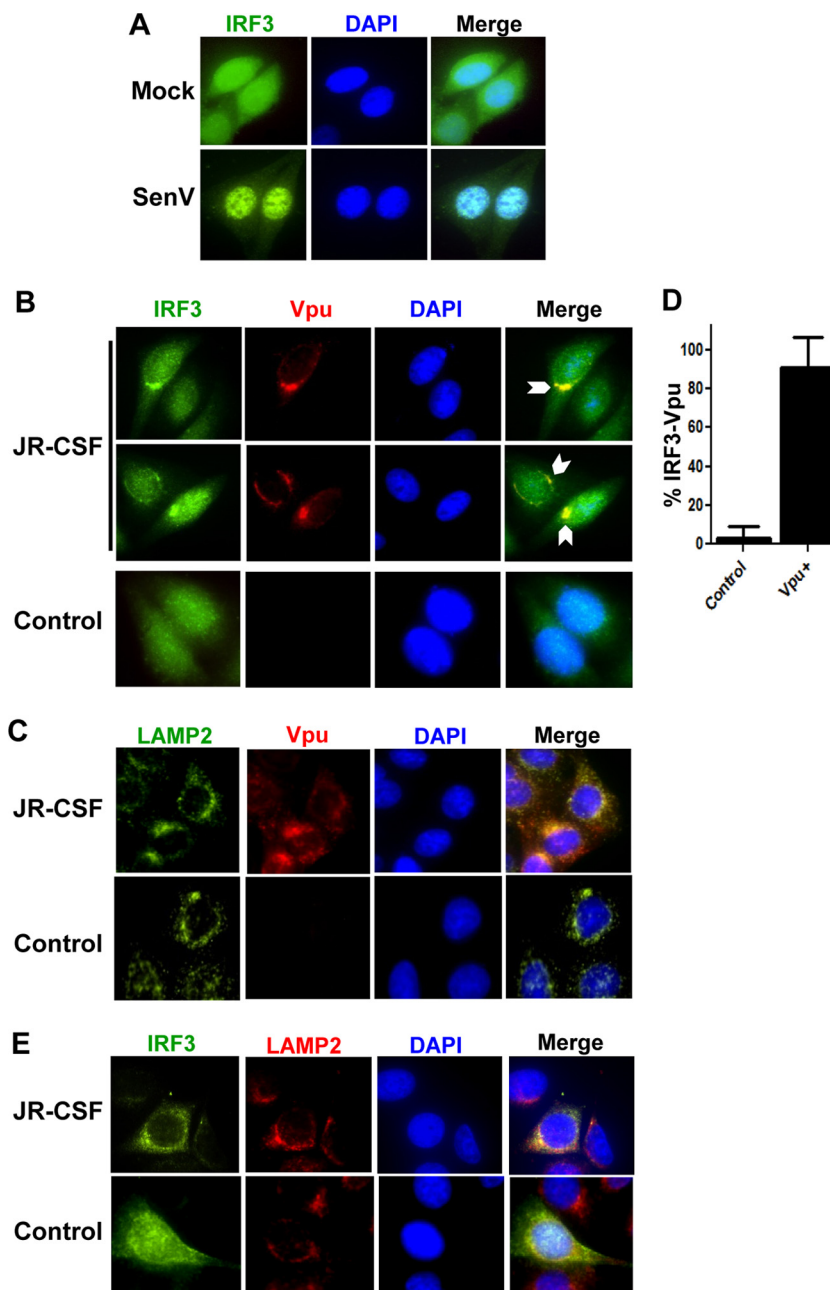 A
IRF3 DAPI Merge
Mock
SenV
B
IRF3 Vpu DAPI Merge
JR-CSF
Control
D
% IRF3-Vpu
100
80
60
40
20
0
Control
Vpu+
C
LAMP2 Vpu DAPI Merge
JR-CSF
Control
E
IRF3 LAMP2 DAPI Merge
JR-CSF
Control